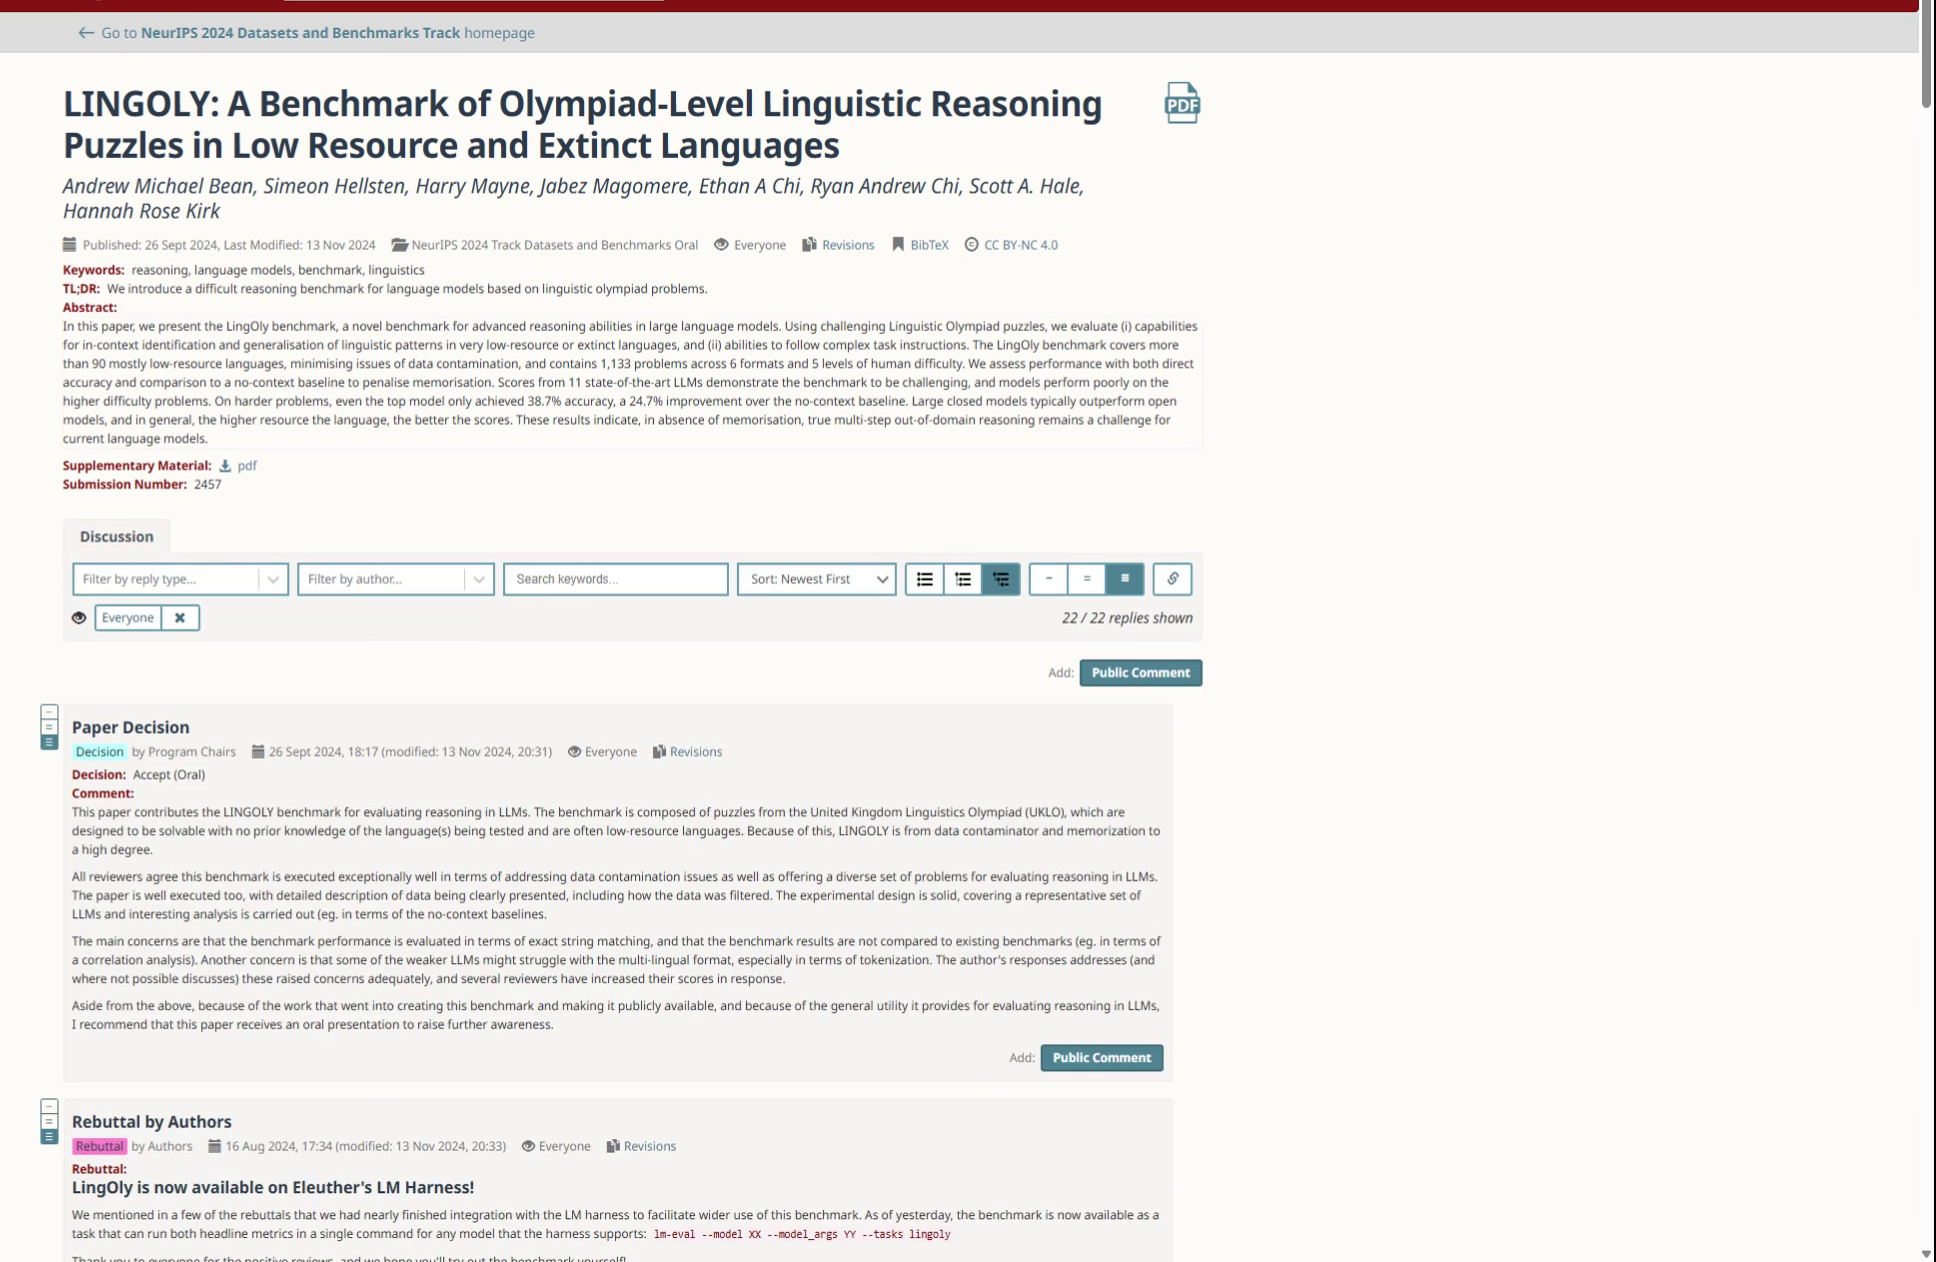 ← Go to NeurIPS 2024 Datasets and Benchmarks Track homepage
LINGOLY: A Benchmark of Olympiad-Level Linguistic Reasoning
Puzzles in Low Resource and Extinct Languages
PDF
Andrew Michael Bean, Simeon Hellsten, Harry Mayne, Jabez Magomere, Ethan A Chi, Ryan Andrew Chi, Scott A. Hale,
Hannah Rose Kirk
Published: 26 Sept 2024, Last Modified: 13 Nov 2024 NeurIPS 2024 Track Datasets and Benchmarks Oral Everyone Revisions BibTeX CC BY-NC 4.0
Keywords: reasoning, language models, benchmark, linguistics
TL;DR: We introduce a difficult reasoning benchmark for language models based on linguistic olympiad problems.
Abstract:
In this paper, we present the LingOly benchmark, a novel benchmark for advanced reasoning abilities in large language models. Using challenging Linguistic Olympiad puzzles, we evaluate (i) capabilities
for in-context identification and generalisation of linguistic patterns in very low-resource or extinct languages, and (ii) abilities to follow complex task instructions. The LingOly benchmark covers more
than 90 mostly low-resource languages, minimising issues of data contamination, and contains 1,133 problems across 6 formats and 5 levels of human difficulty. We assess performance with both direct
accuracy and comparison to a no-context baseline to penalise memorisation. Scores from 11 state-of-the-art LLMs demonstrate the benchmark to be challenging, and models perform poorly on the
higher difficulty problems. On harder problems, even the top model only achieved 38.7% accuracy, a 24.7% improvement over the no-context baseline. Large closed models typically outperform open
models, and in general, the higher resource the language, the better the scores. These results indicate, in absence of memorisation, true multi-step out-of-domain reasoning remains a challenge for
current language models.
Supplementary Material: pdf
Submission Number: 2457
Discussion
Filter by reply type... Filter by author... Search keywords... Sort: Newest First
Everyone ✖ 22 / 22 replies shown
Add: Public Comment
Paper Decision
Decision by Program Chairs 26 Sept 2024, 18:17 (modified: 13 Nov 2024, 20:31) Everyone Revisions
Decision: Accept (Oral)
Comment:
This paper contributes the LINGOLY benchmark for evaluating reasoning in LLMs. The benchmark is composed of puzzles from the United Kingdom Linguistics Olympiad (UKLO), which are
designed to be solvable with no prior knowledge of the language(s) being tested and are often low-resource languages. Because of this, LINGOLY is from data contaminator and memorization to
a high degree.
All reviewers agree this benchmark is executed exceptionally well in terms of addressing data contamination issues as well as offering a diverse set of problems for evaluating reasoning in LLMs.
The paper is well executed too, with detailed description of data being clearly presented, including how the data was filtered. The experimental design is solid, covering a representative set of
LLMs and interesting analysis is carried out (eg. in terms of the no-context baselines.
The main concerns are that the benchmark performance is evaluated in terms of exact string matching, and that the benchmark results are not compared to existing benchmarks (eg. in terms of
a correlation analysis). Another concern is that some of the weaker LLMs might struggle with the multi-lingual format, especially in terms of tokenization. The author's responses addresses (and
where not possible discusses) these raised concerns adequately, and several reviewers have increased their scores in response.
Aside from the above, because of the work that went into creating this benchmark and making it publicly available, and because of the general utility it provides for evaluating reasoning in LLMs,
I recommend that this paper receives an oral presentation to raise further awareness.
Add: Public Comment
Rebuttal by Authors
Rebuttal by Authors 16 Aug 2024, 17:34 (modified: 13 Nov 2024, 20:33) Everyone Revisions
Rebuttal:
LingOly is now available on Eleuther's LM Harness!
We mentioned in a few of the rebuttals that we had nearly finished integration with the LM harness to facilitate wider use of this benchmark. As of yesterday, the benchmark is now available as a
task that can run both headline metrics in a single command for any model that the harness supports: lm-eval --model XX --model_args YY --tasks lingoly
Thank you to everyone for the positive reviews, and we hope you'll try out the benchmark yourself!